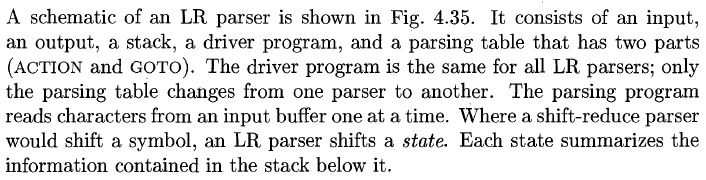 A schematic of an LR parser is shown in Fig. 4.35. It consists of an input,
an output, a stack, a driver program, and a parsing table that has two parts
(ACTION and GOTO). The driver program is the same for all LR parsers; only
the parsing table changes from one parser to another. The parsing program
reads characters from an input buffer one at a time. Where a shift-reduce parser
would shift a symbol, an LR parser shifts a state. Each state summarizes the
information contained in the stack below it.